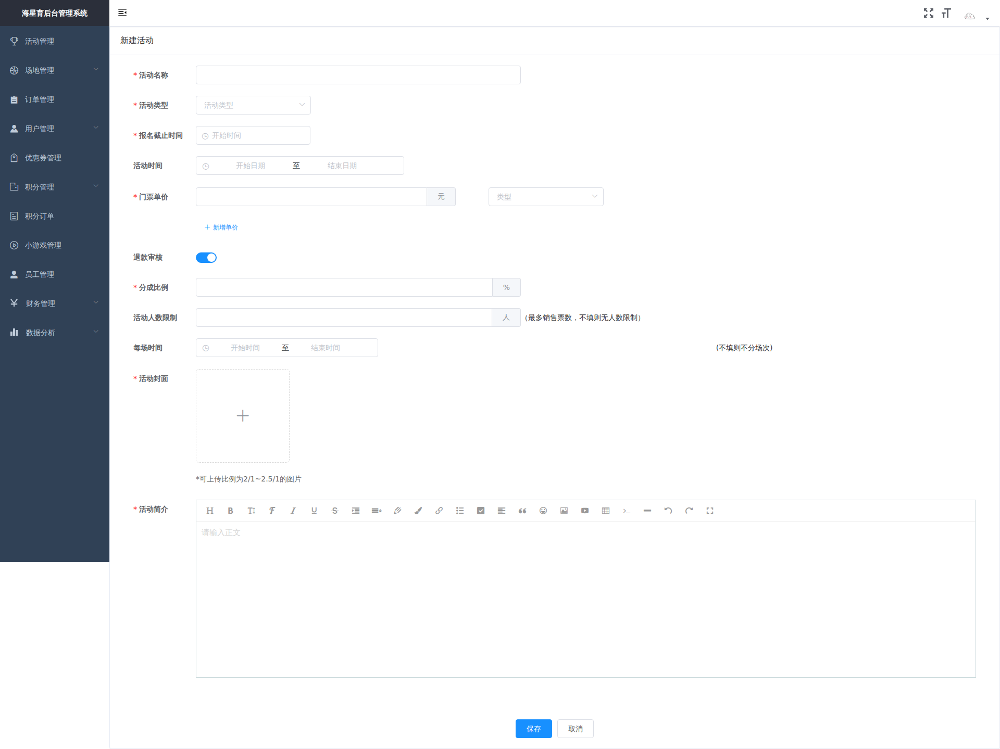 海星育后台管理系统
活动管理
场地管理
订单管理
用户管理
优惠券管理
积分管理
积分订单
小游戏管理
员工管理
财务管理
数据分析
新建活动
* 活动名称
* 活动类型 活动类型
* 报名截止时间 开始时间
活动时间 开始日期 至 结束日期
* 门票单价 元 类型
新增单价
退款审核
* 分成比例 %
活动人数限制 人 （最多销售票数，不填则无人数限制）
每场时间 开始时间 至 结束时间 (不填则不分场次)
* 活动封面
*可上传比例为2/1~2.5/1的图片
* 活动简介
请输入正文
保存 取消